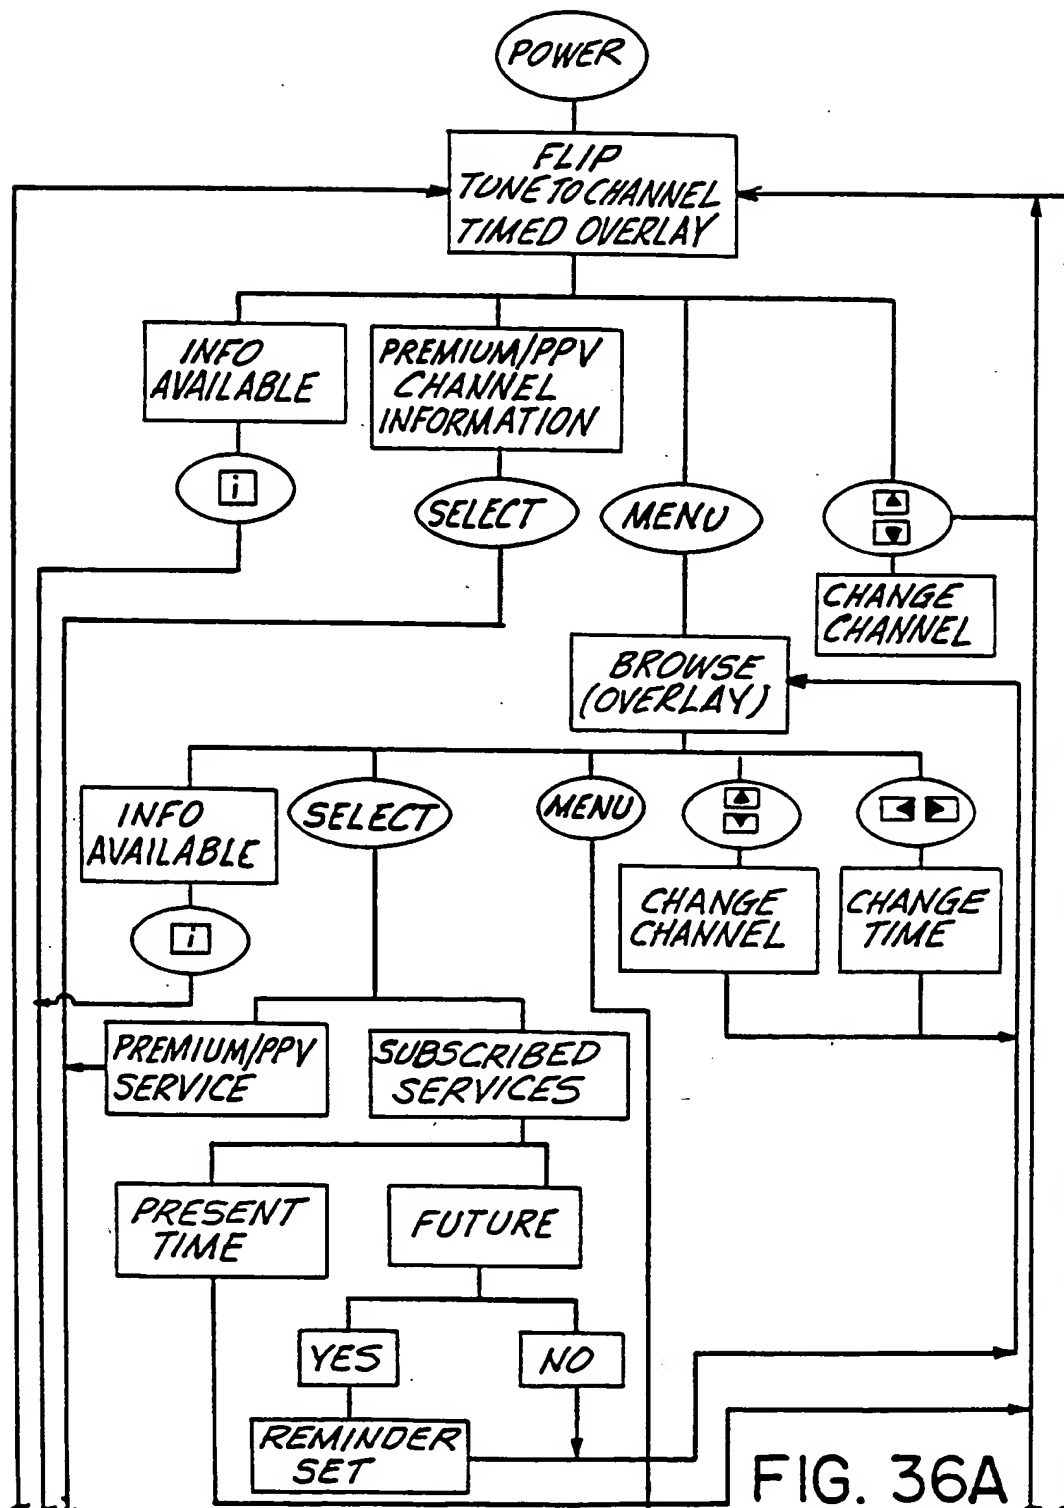 POWER
FLIP
TUNE TO CHANNEL
TIMED OVERLAY
INFO
AVAILABLE
PREMIUM/PPV
CHANNEL
INFORMATION
i
SELECT
MENU
CHANGE
CHANNEL
BROWSE
(OVERLAY)
INFO
AVAILABLE
SELECT
MENU
i
CHANGE
CHANNEL
CHANGE
TIME
PREMIUM/PPV
SERVICE
SUBSCRIBED
SERVICES
PRESENT
TIME
FUTURE
YES
NO
REMINDER
SET
FIG. 36A